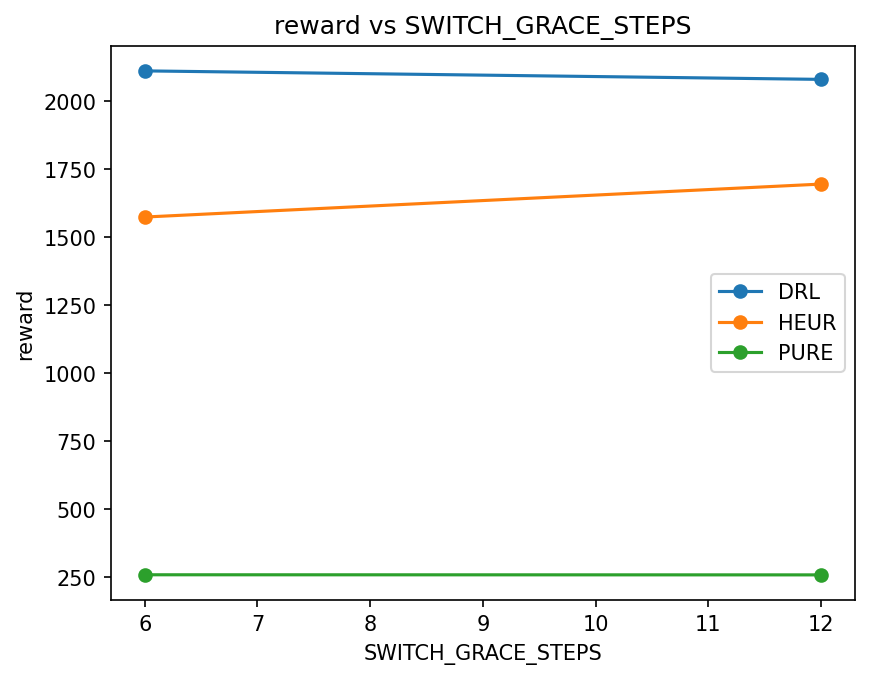 reward vs SWITCH_GRACE_STEPS
reward
2000
1750
1500
1250
1000
750
500
250
DRL
HEUR
PURE
6 7 8 9 10 11 12
SWITCH_GRACE_STEPS